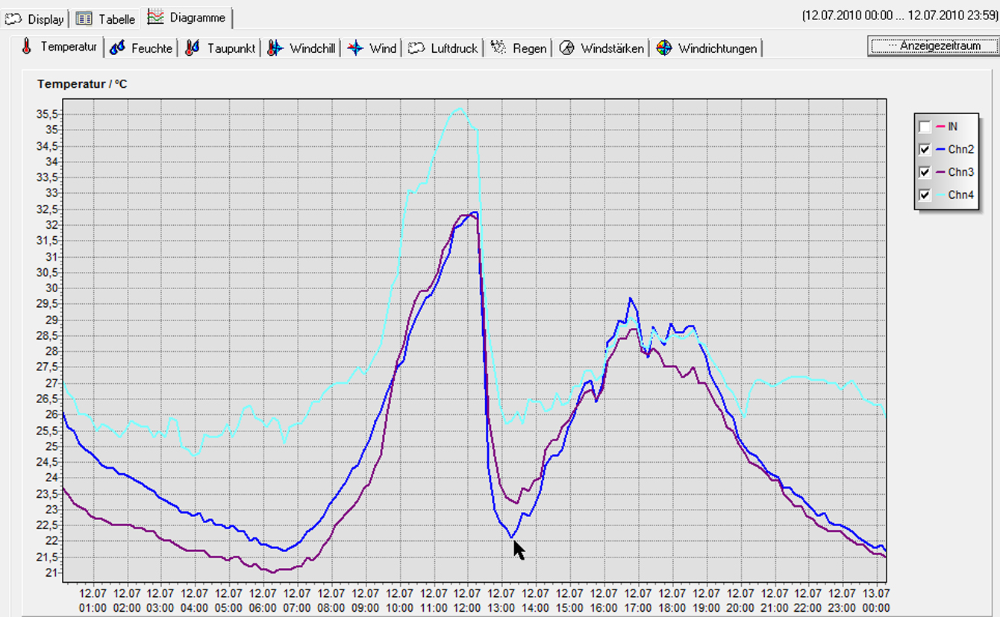 (12.07.2010 00:00 ... 12.07.2010 23:59)
Display Tabelle Diagramme
Temperatur Feuchte Taupunkt Windchill Wind Luftdruck Regen Windstärken Windrichtungen
... Anzeigezeitraum
Temperatur / °C
35,5
35
34,5
34
33,5
33
32,5
32
31,5
31
30,5
30
29,5
29
28,5
28
27,5
27
26,5
26
25,5
25
24,5
24
23,5
23
22,5
22
21,5
21
IN
Chn2
Chn3
Chn4
12.07 12.07 12.07 12.07 12.07 12.07 12.07 12.07 12.07 12.07 12.07 12.07 12.07 12.07 12.07 12.07 12.07 12.07 12.07 12.07 12.07 12.07 12.07 13.07
01:00 02:00 03:00 04:00 05:00 06:00 07:00 08:00 09:00 10:00 11:00 12:00 13:00 14:00 15:00 16:00 17:00 18:00 19:00 20:00 21:00 22:00 23:00 00:00